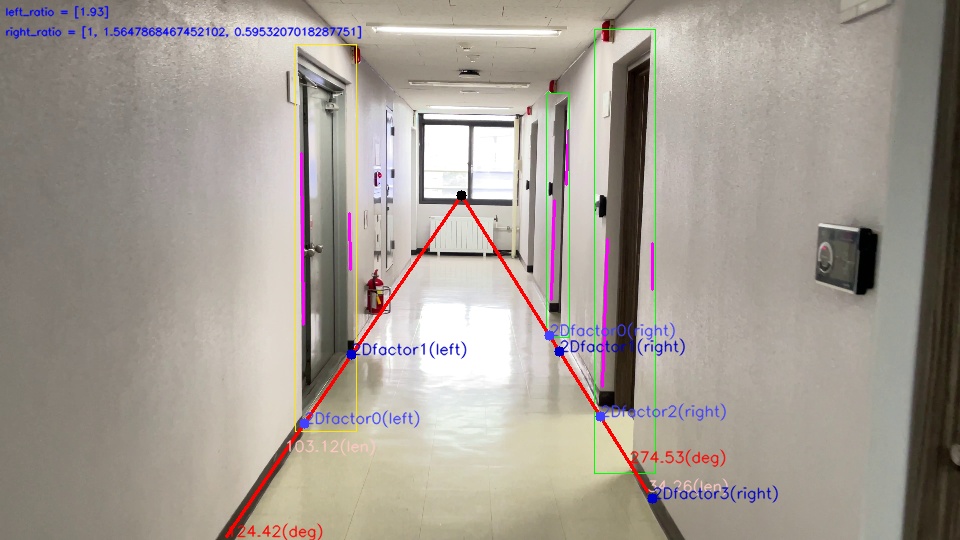 left_ratio = [1.93]
right_ratio = [1, 1.5647868467452102, 0.5953207018287751]
2Dfactor0(right)
2Dfactor1(left)
2Dfactor1(right)
2Dfactor0(left)
2Dfactor2(right)
103.12(len)
274.53(deg)
34.26(len)
2Dfactor3(right)
124.42(deg)